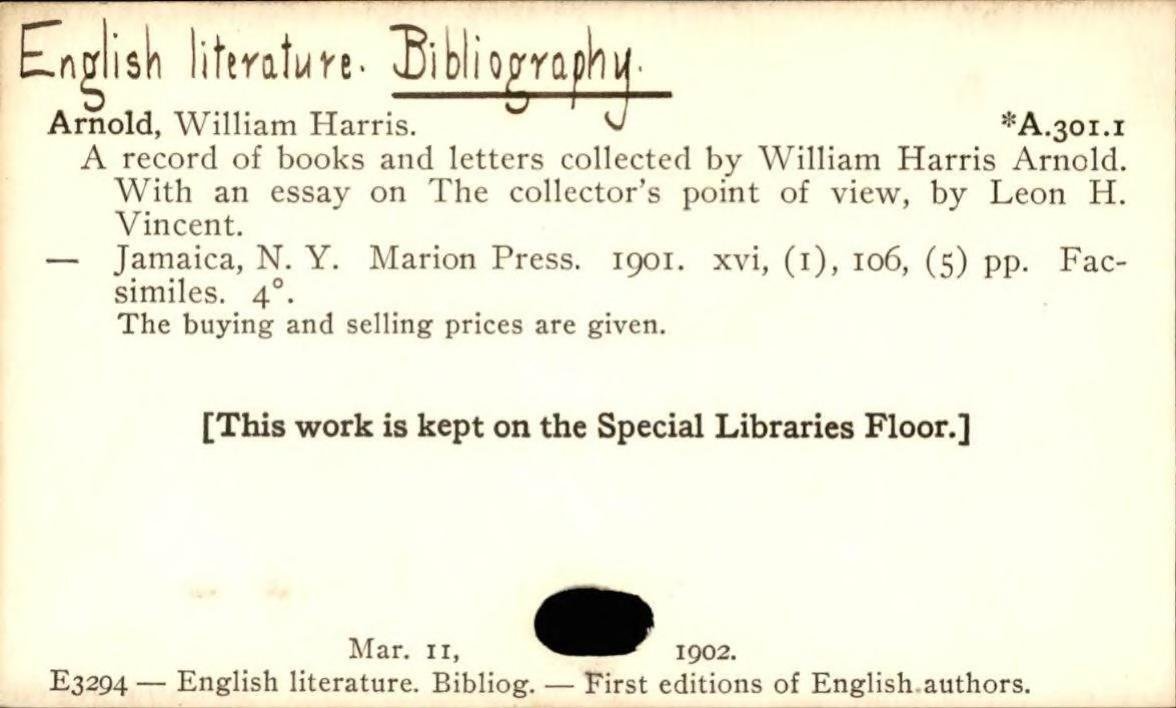 English literature. Bibliography.
Arnold, William Harris. *A.301.1
A record of books and letters collected by William Harris Arnold.
With an essay on The collector's point of view, by Leon H.
Vincent.
— Jamaica, N. Y. Marion Press. 1901. xvi, (1), 106, (5) pp. Fac-
similes. 4°.
The buying and selling prices are given.
[This work is kept on the Special Libraries Floor.]
Mar. 11, 1902.
E3294 — English literature. Bibliog. — First editions of English authors.